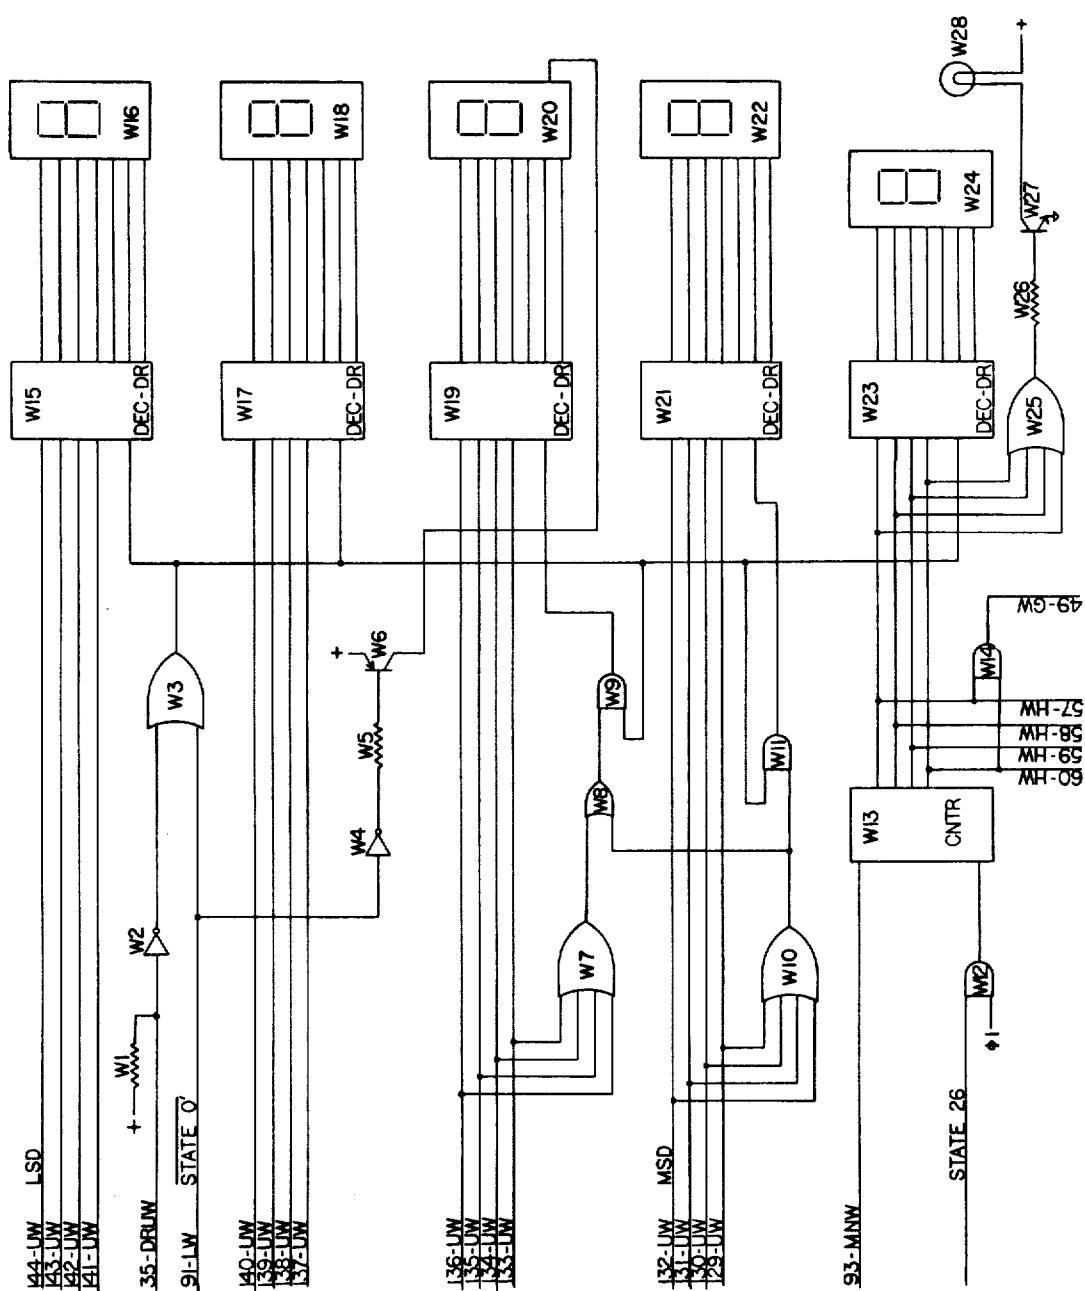 W28
+
W16
W18
W20
W22
W24
W27
W26
W15
DEC-DR
W17
DEC-DR
W19
DEC-DR
W21
DEC-DR
W23
DEC-DR
W25
W3
+
W6
W5
W4
W9
W8
W11
W14
49-GW
57-HW
58-HW
59-HW
60-HW
W13
CNTR
W2
W1
+
W7
W10
W12
φ1
LSD
144-UW
143-UW
142-UW
141-UW
35-DRUW
STATE 0
91-LW
140-UW
139-UW
138-UW
137-UW
136-UW
135-UW
134-UW
133-UW
MSD
132-UW
131-UW
130-UW
129-UW
93-MNW
STATE 26